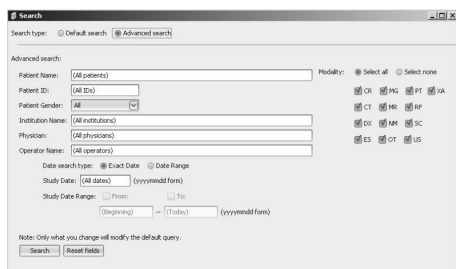 Search
Search type: Default search Advanced search
Advanced search:
Patient Name: (All patients) Modality: Select all Select none
Patient ID: (All IDs) CR MG PT XA
Patient Gender: All CT MR RF
Institution Name: (All institutions) DX NM SC
Physician: (All physicians) ES OT US
Operator Name: (All operators)
Date search type: Exact Date Date Range
Study Date: (All dates) (yyyymmdd form)
Study Date Range: From: To:
(Beginning) -- (Today) (yyyymmdd form)
Note: Only what you change will modify the default query.
Search Reset fields